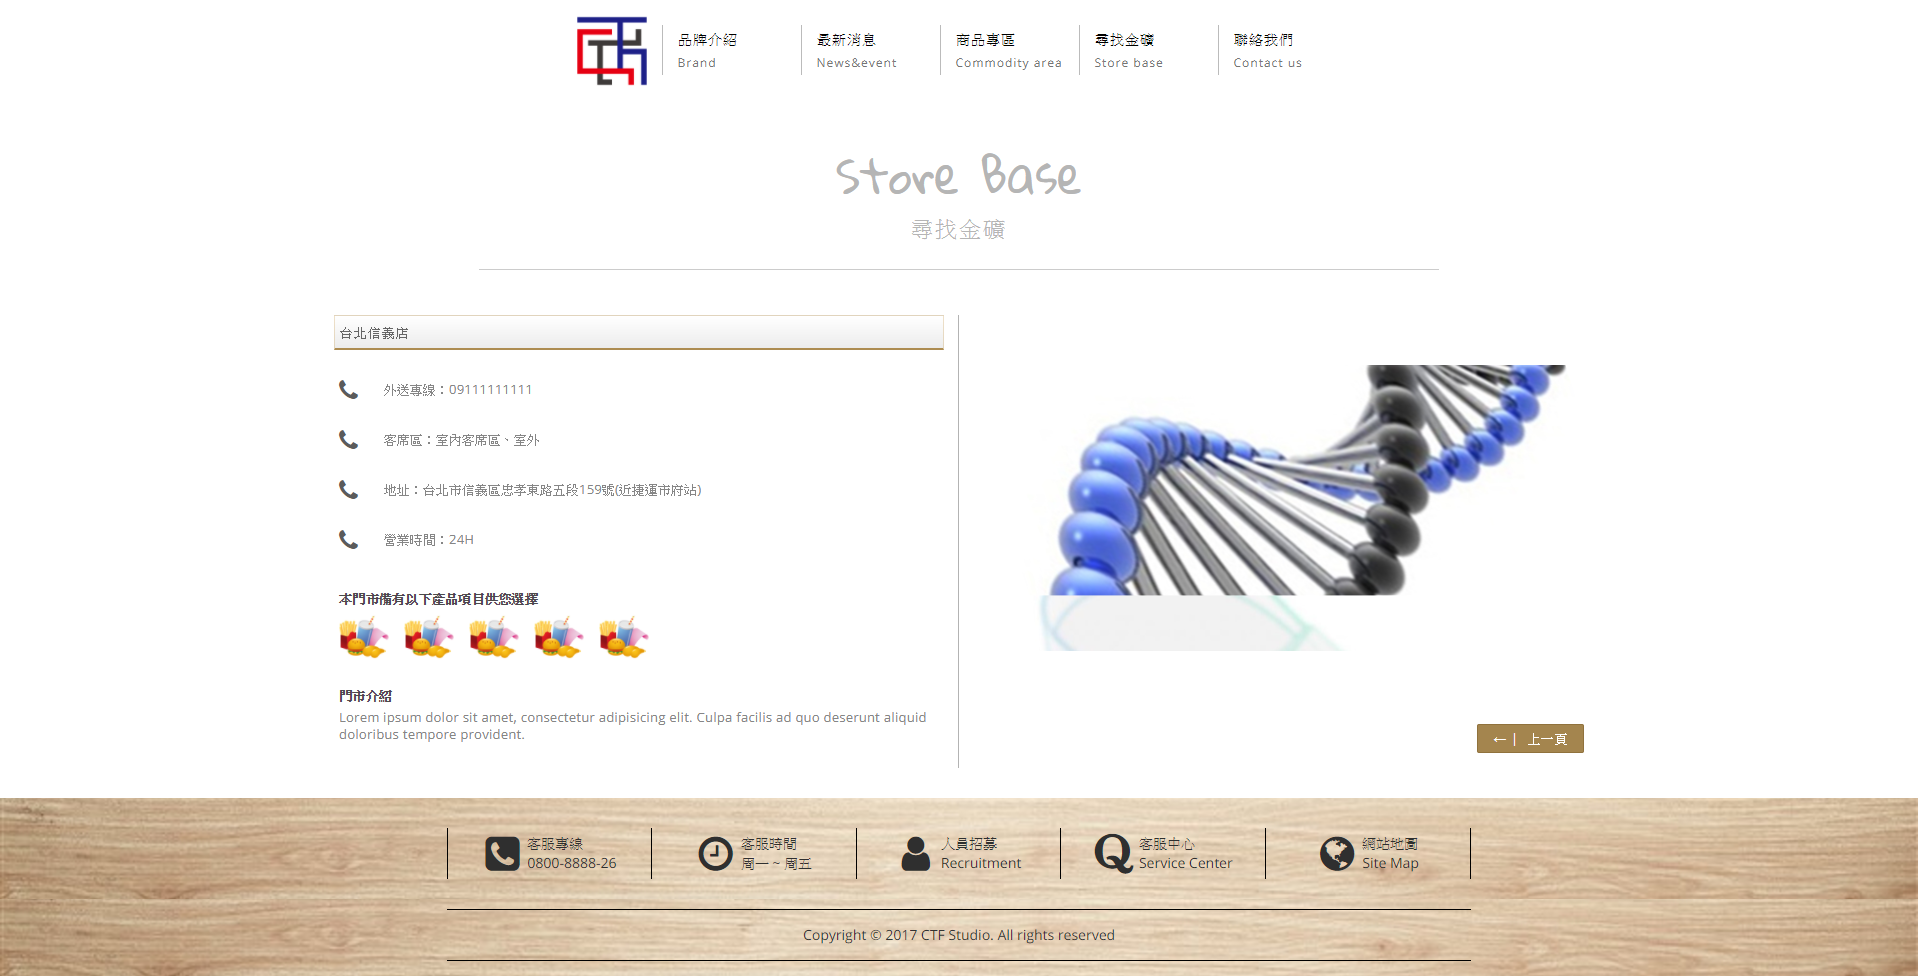 品牌介紹
Brand
最新消息
News&event
商品專區
Commodity area
尋找金礦
Store base
聯絡我們
Contact us
Store Base
尋找金礦
台北信義店
外送專線：09111111111
客席區：室內客席區、室外
地址：台北市信義區忠孝東路五段159號(近捷運市府站)
營業時間：24H
本門市備有以下產品項目供您選擇
門市介紹
Lorem ipsum dolor sit amet, consectetur adipisicing elit. Culpa facilis ad quo deserunt aliquid
doloribus tempore provident.
←｜ 上一頁
客服專線
0800-8888-26
客服時間
周一 ~ 周五
人員招募
Recruitment
客服中心
Service Center
網站地圖
Site Map
Copyright © 2017 CTF Studio. All rights reserved